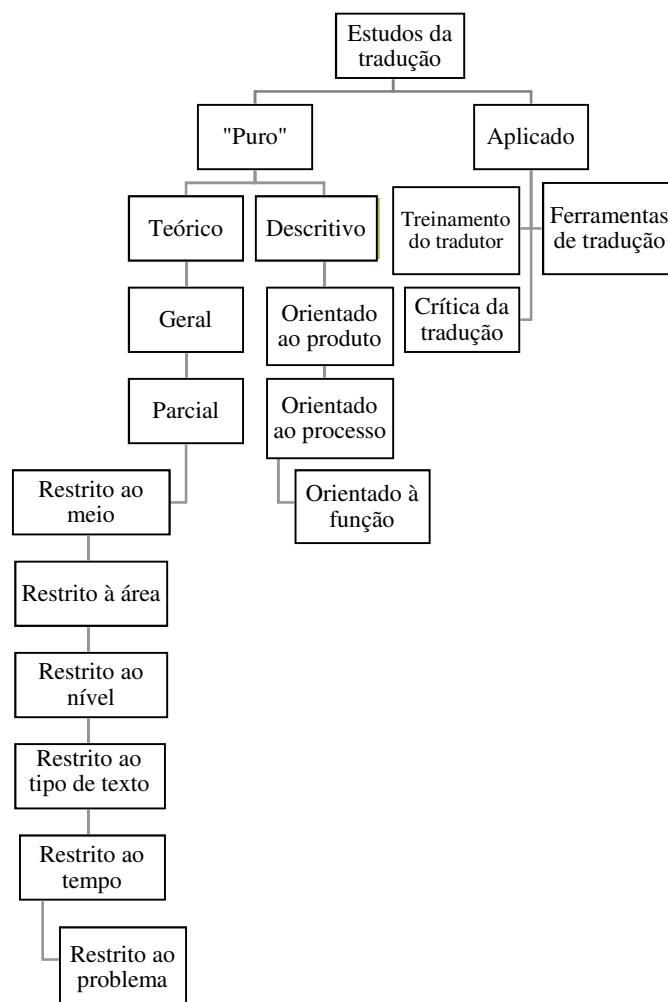 Estudos da
tradução
"Puro"
Aplicado
Teórico
Descritivo
Treinamento
do tradutor
Ferramentas
de tradução
Geral
Orientado
ao produto
Crítica da
tradução
Parcial
Orientado
ao processo
Restrito ao
meio
Orientado à
função
Restrito à área
Restrito ao
nível
Restrito ao
tipo de texto
Restrito ao
tempo
Restrito ao
problema